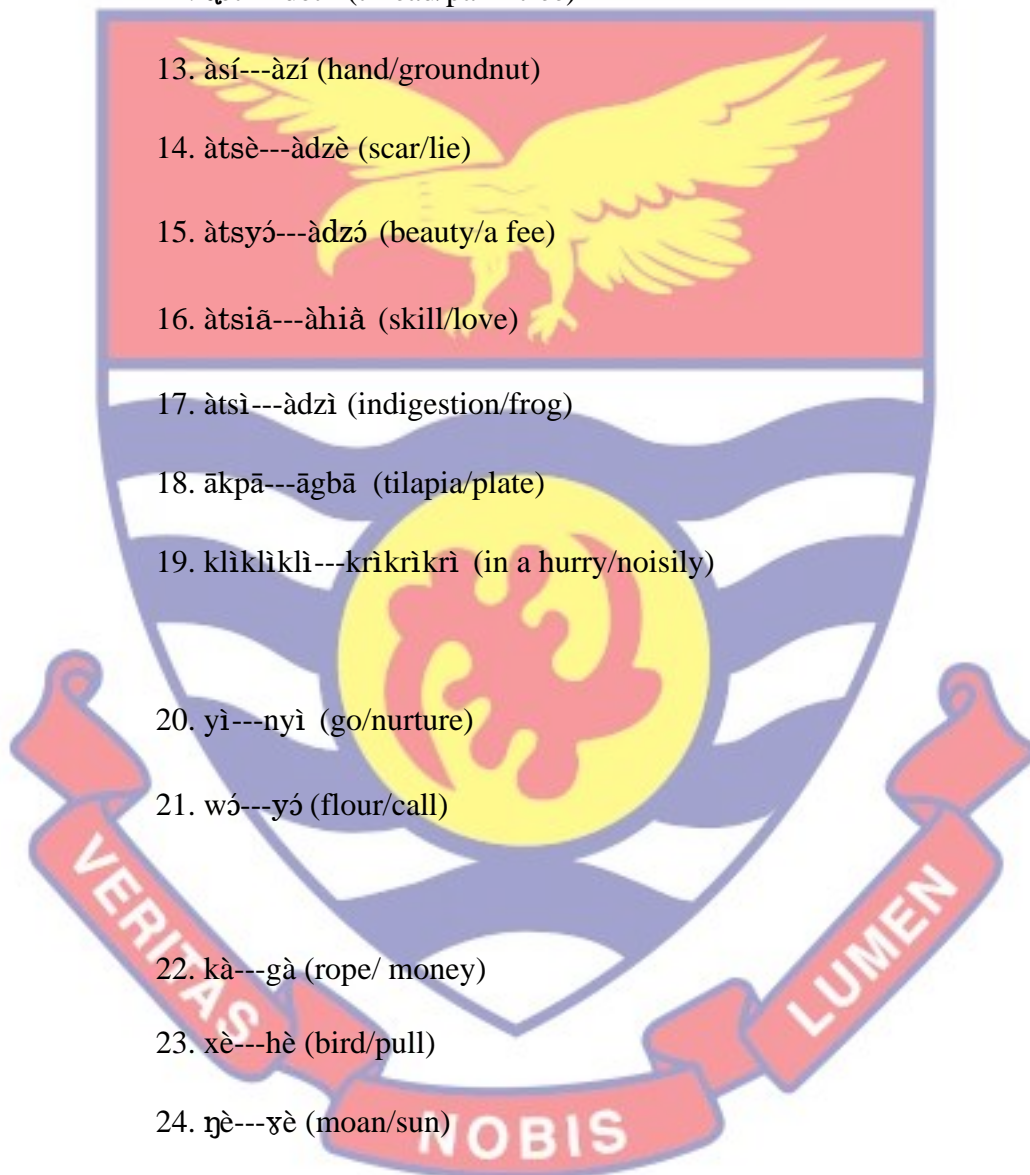 13. àsí---àzí (hand/groundnut)
14. àtsè---àdzè (scar/lie)
15. àtsyɔ́---àdzɔ́ (beauty/a fee)
16. àtsiã---àhiã̀ (skill/love)
17. àtsì---àdzì (indigestion/frog)
18. ākpā---āgbā (tilapia/plate)
19. klìklìklì---krìkrìkrì (in a hurry/noisily)
20. yì---nyì (go/nurture)
21. wɔ́---yɔ́ (flour/call)
22. kà---gà (rope/ money)
23. xè---hè (bird/pull)
24. ŋè---ɣè (moan/sun)
VERITAS
NOBIS
LUMEN